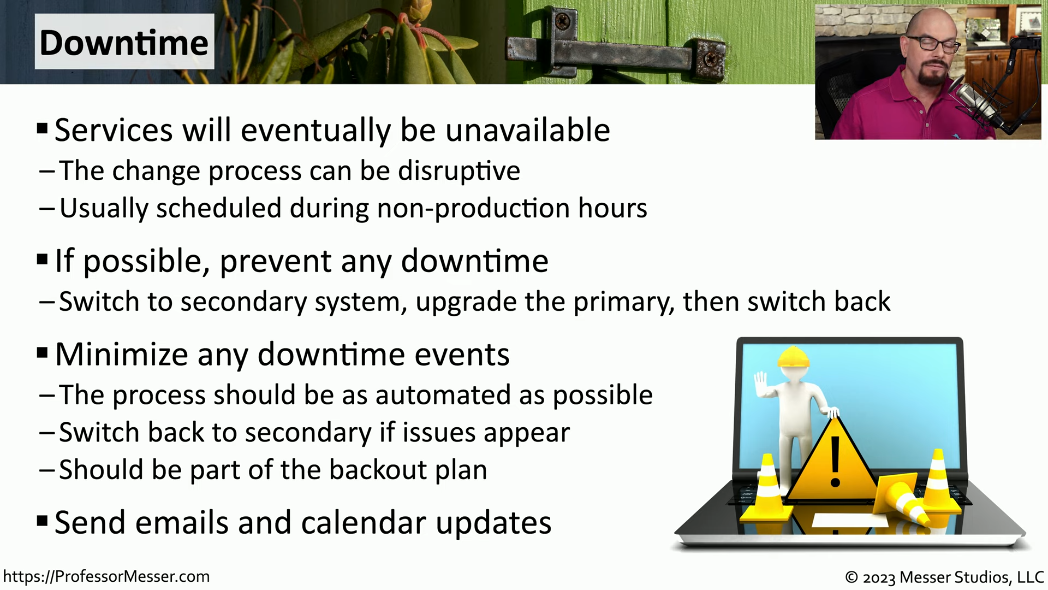 Downtime
▪ Services will eventually be unavailable
– The change process can be disruptive
– Usually scheduled during non-production hours
▪ If possible, prevent any downtime
– Switch to secondary system, upgrade the primary, then switch back
▪ Minimize any downtime events
– The process should be as automated as possible
– Switch back to secondary if issues appear
– Should be part of the backout plan
▪ Send emails and calendar updates
https://ProfessorMesser.com
© 2023 Messer Studios, LLC